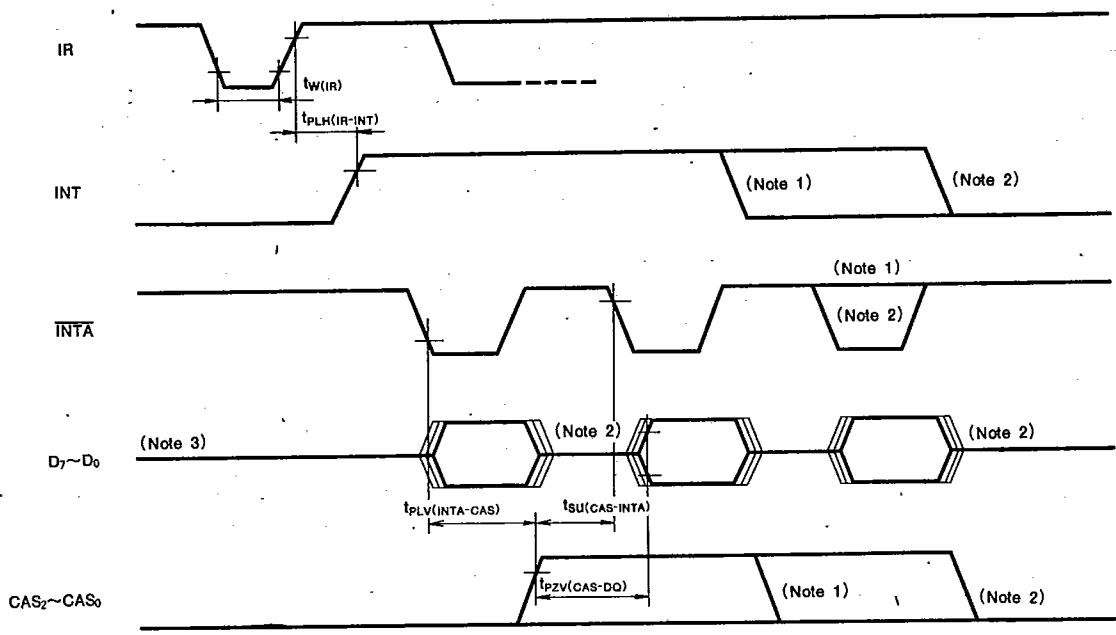 IR
tW(IR)
tPLH(IR-INT)
INT
(Note 1)
(Note 2)
(Note 1)
INTA
(Note 2)
(Note 3)
(Note 2)
(Note 2)
D7~D0
tPLV(INTA-CAS)
tSU(CAS-INTA)
tPZV(CAS-DQ)
CAS2~CAS0
(Note 1)
(Note 2)